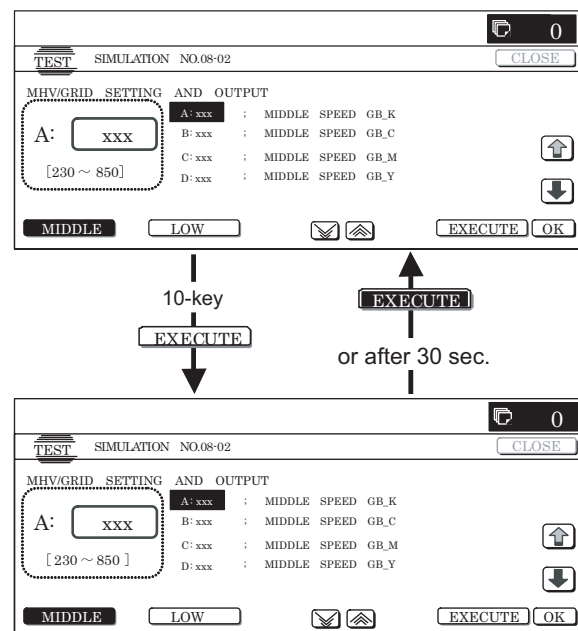 0
TEST SIMULATION NO.08-02 CLOSE
MHV/GRID SETTING AND OUTPUT
A: xxx
[230～850]
A: xxx ; MIDDLE SPEED GB_K
B: xxx ; MIDDLE SPEED GB_C
C: xxx ; MIDDLE SPEED GB_M
D: xxx ; MIDDLE SPEED GB_Y
MIDDLE LOW EXECUTE OK
10-key
EXECUTE
EXECUTE
or after 30 sec.
0
TEST SIMULATION NO.08-02 CLOSE
MHV/GRID SETTING AND OUTPUT
A: xxx
[230～850]
A: xxx ; MIDDLE SPEED GB_K
B: xxx ; MIDDLE SPEED GB_C
C: xxx ; MIDDLE SPEED GB_M
D: xxx ; MIDDLE SPEED GB_Y
MIDDLE LOW EXECUTE OK